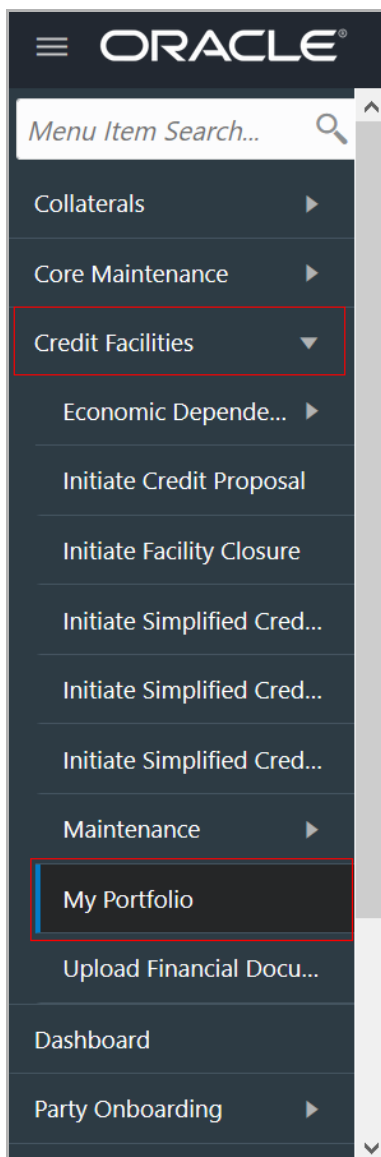 ORACLE®
Menu Item Search...
Collaterals
Core Maintenance
Credit Facilities
Economic Depende...
Initiate Credit Proposal
Initiate Facility Closure
Initiate Simplified Cred...
Initiate Simplified Cred...
Initiate Simplified Cred...
Maintenance
My Portfolio
Upload Financial Docu...
Dashboard
Party Onboarding